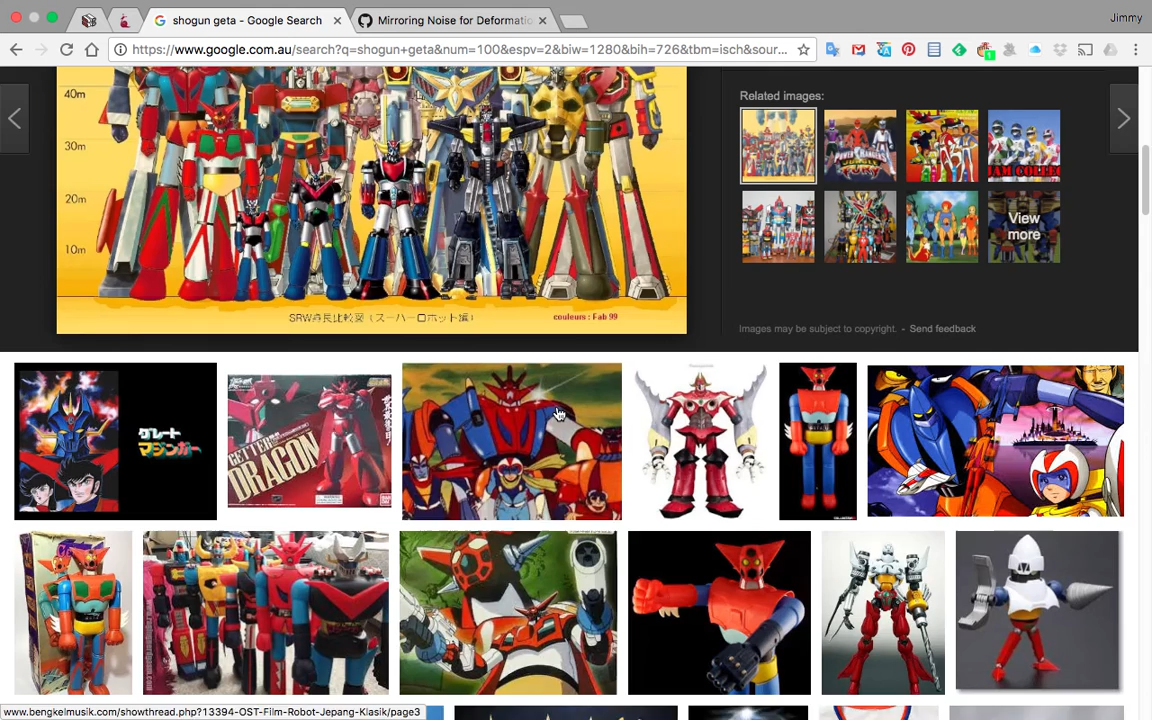 shogun geta - Google Search
Mirroring Noise for Deformatio
Jimmy
https://www.google.com.au/search?q=shogun+geta&num=100&espv=2&biw=1280&bih=726&tbm=isch&sour...
1
40m
30m
20m
10m
couleurs : Fab 99
Related images:
POWER RANGERS
View
more
Images may be subject to copyright. - Send feedback
グレート
マジンガー
GETTER
DRAGON
www.bengkelmusik.com/showthread.php?13394-OST-Film-Robot-Jepang-Klasik/page3